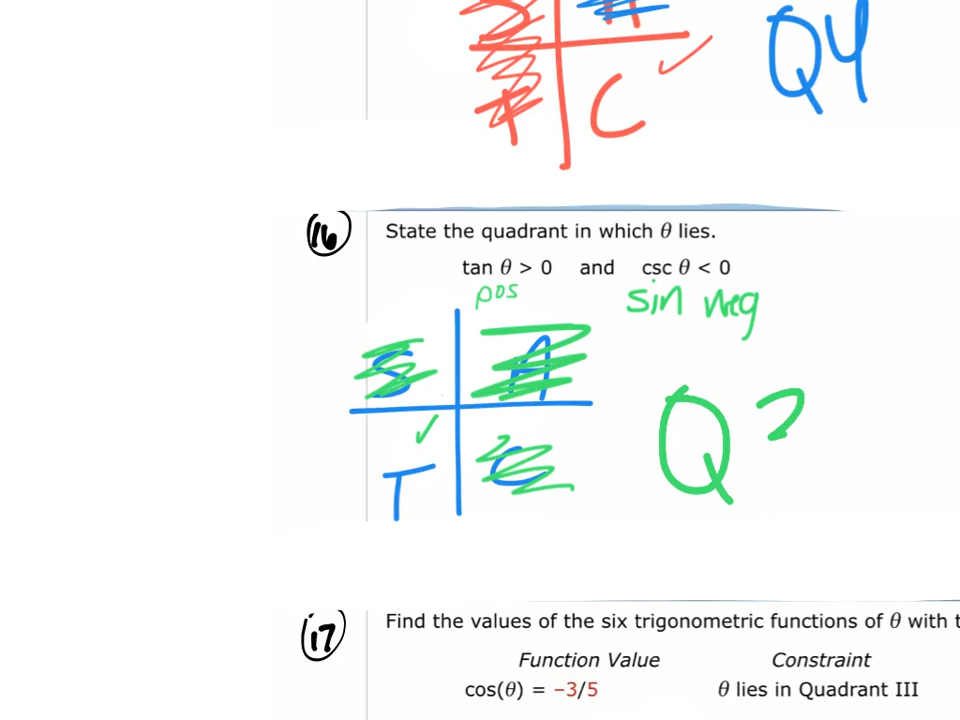 T C ✓
Q4
(16) State the quadrant in which θ lies.
tan θ > 0 and csc θ < 0
pos sin neg
S A
✓
T C
Q
(17) Find the values of the six trigonometric functions of θ with
Function Value Constraint
cos(θ) = −3/5 θ lies in Quadrant III